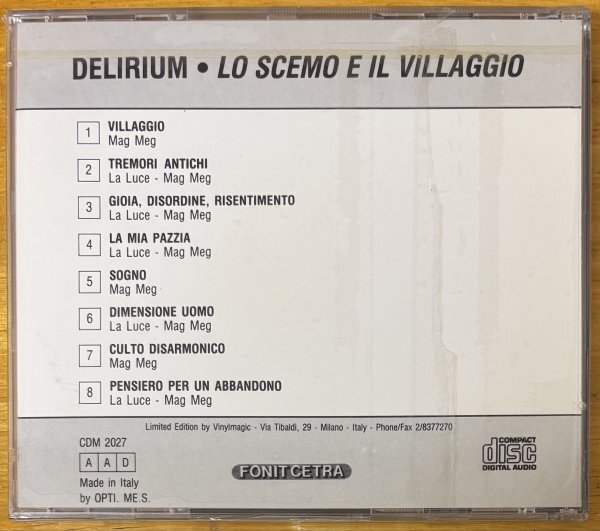 DELIRIUM • LO SCEMO E IL VILLAGGIO
1 VILLAGGIO
Mag Meg
2 TREMORI ANTICHI
La Luce - Mag Meg
3 GIOIA, DISORDINE, RISENTIMENTO
La Luce - Mag Meg
4 LA MIA PAZZIA
La Luce - Mag Meg
5 SOGNO
Mag Meg
6 DIMENSIONE UOMO
La Luce - Mag Meg
7 CULTO DISARMONICO
Mag Meg
8 PENSIERO PER UN ABBANDONO
La Luce - Mag Meg
Limited Edition by Vinylmagic - Via Tibaldi, 29 - Milano - Italy - Phone/Fax 2/8377270
CDM 2027
A A D
Made in Italy
by OPTI. ME.S.
FONIT CETRA
COMPACT
disc
DIGITAL AUDIO